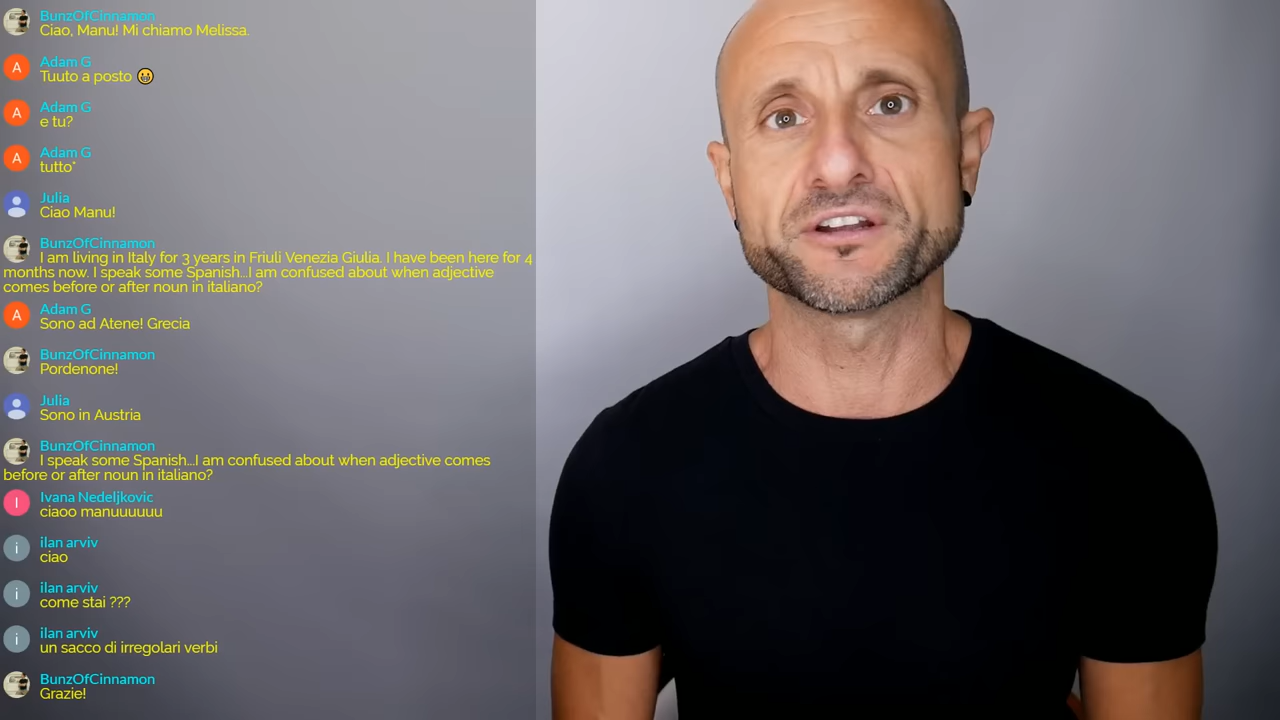 BunzOfCinnamon
Ciao, Manu! Mi chiamo Melissa.
A
Adam G
Tuuto a posto 😀
A
Adam G
e tu?
A
Adam G
tutto*
Julia
Ciao Manu!
BunzOfCinnamon
I am living in Italy for 3 years in Friuli Venezia Giulia. I have been here for 4
months now. I speak some Spanish...I am confused about when adjective
comes before or after noun in italiano?
A
Adam G
Sono ad Atene! Grecia
BunzOfCinnamon
Pordenone!
Julia
Sono in Austria
BunzOfCinnamon
I speak some Spanish...I am confused about when adjective comes
before or after noun in italiano?
I
Ivana Nedeljkovic
ciaoo manuuuuuu
i
ilan arviv
ciao
i
ilan arviv
come stai ???
i
ilan arviv
un sacco di irregolari verbi
BunzOfCinnamon
Grazie!